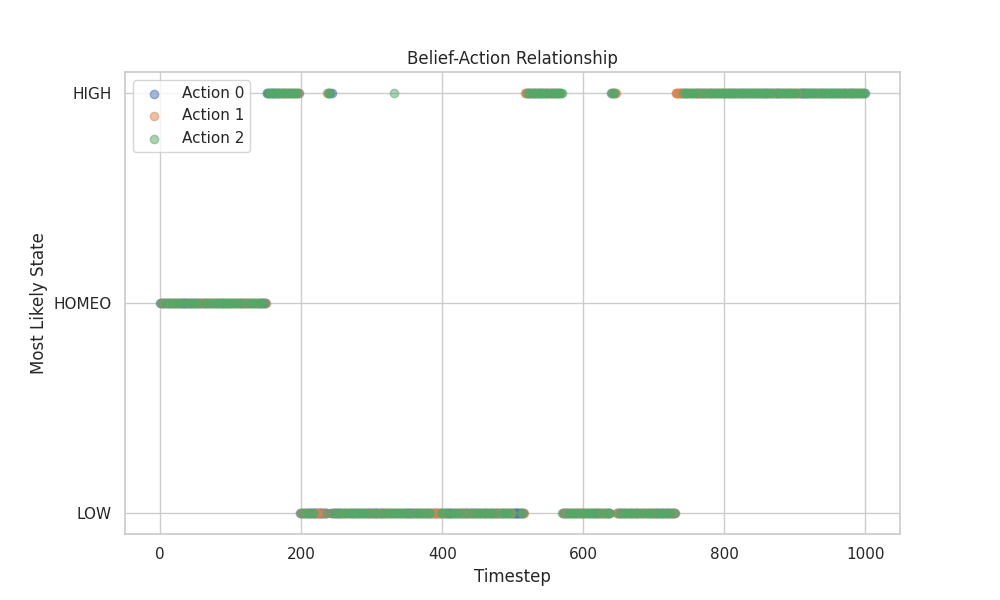 Belief-Action Relationship
HIGH
HOMEO
LOW
Most Likely State
Action 0
Action 1
Action 2
0
200
400
600
800
1000
Timestep